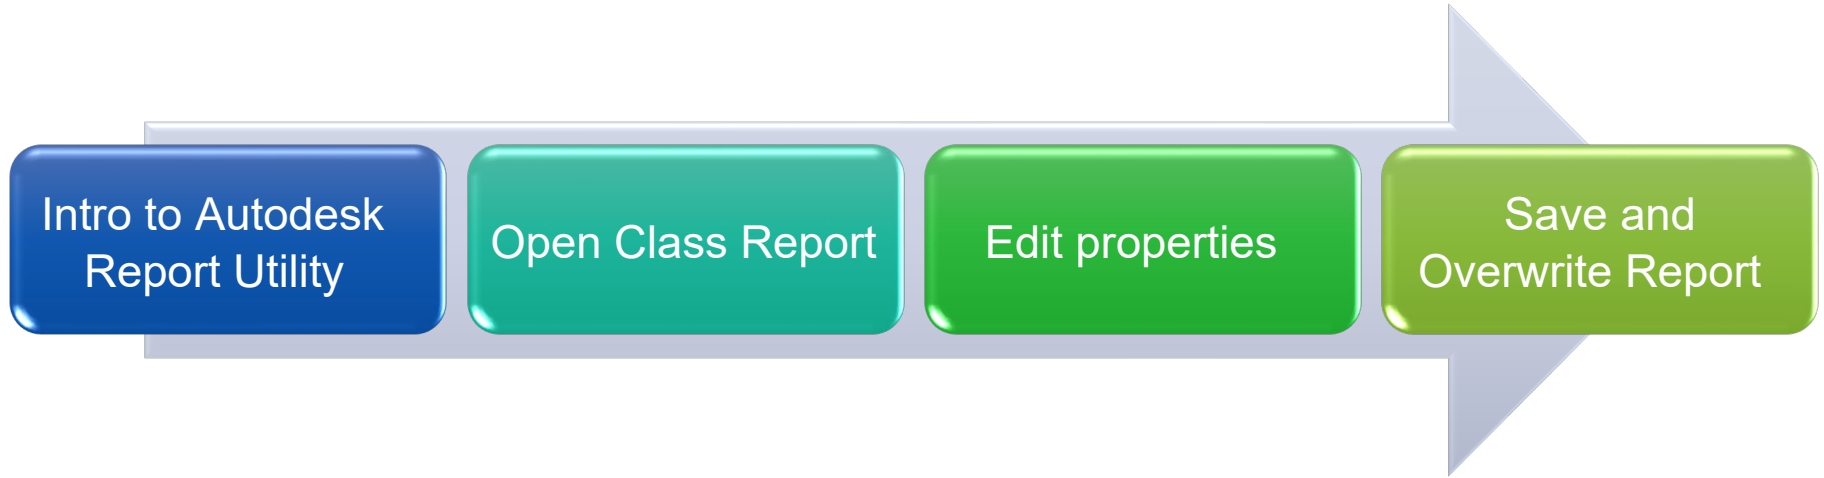 Intro to Autodesk
Report Utility
Open Class Report
Edit properties
Save and
Overwrite Report